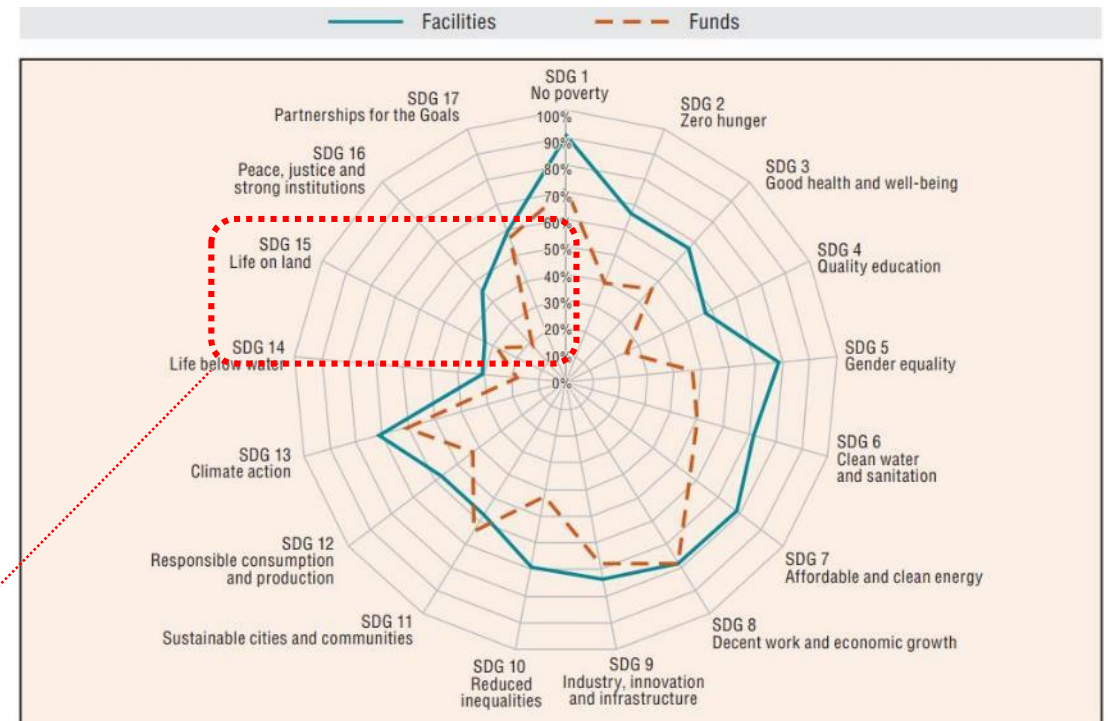 Facilities
Funds
SDG 1
No poverty
SDG 2
Zero hunger
SDG 3
Good health and well-being
SDG 4
Quality education
SDG 5
Gender equality
SDG 6
Clean water
and sanitation
SDG 7
Affordable and clean energy
SDG 8
Decent work and economic growth
SDG 9
Industry, innovation
and infrastructure
SDG 10
Reduced
inequalities
SDG 11
Sustainable cities and communities
SDG 12
Responsible consumption
and production
SDG 13
Climate action
SDG 14
Life below water
SDG 15
Life on land
SDG 16
Peace, justice and
strong institutions
SDG 17
Partnerships for the Goals
100%
90%
80%
70%
60%
50%
40%
30%
20%
10%
0%